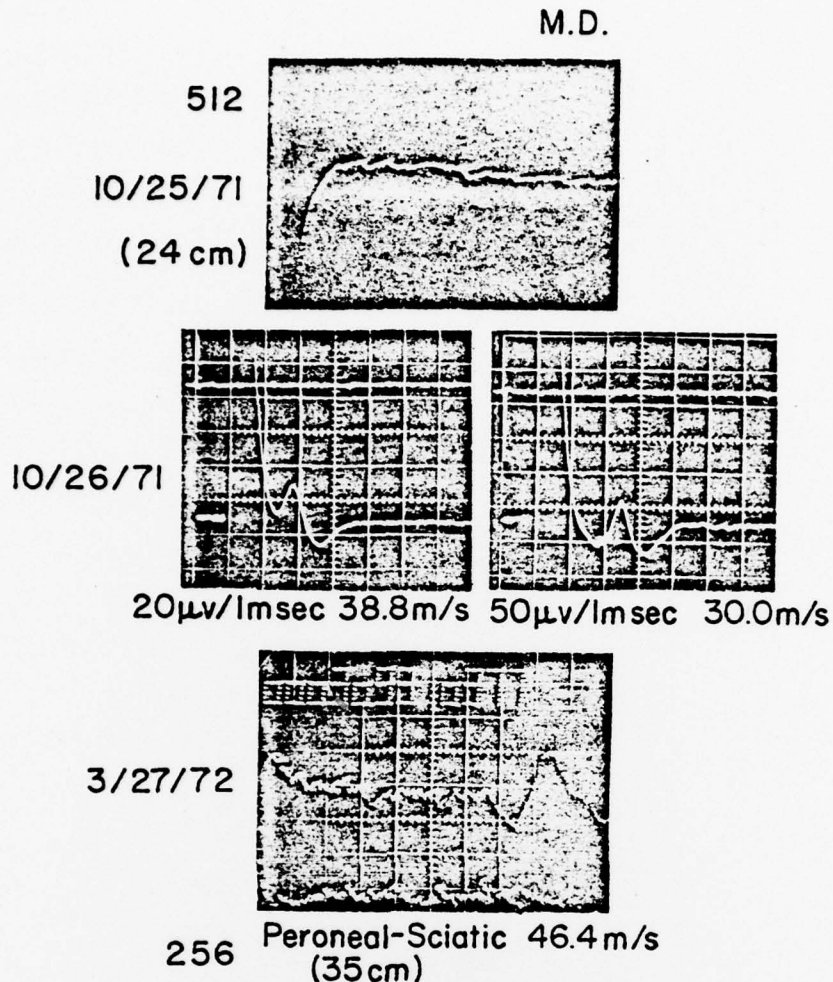 M.D.
512
10/25/71
(24 cm)
10/26/71
20μv/1msec 38.8m/s
50μv/1msec 30.0m/s
3/27/72
256
Peroneal-Sciatic 46.4m/s
(35cm)